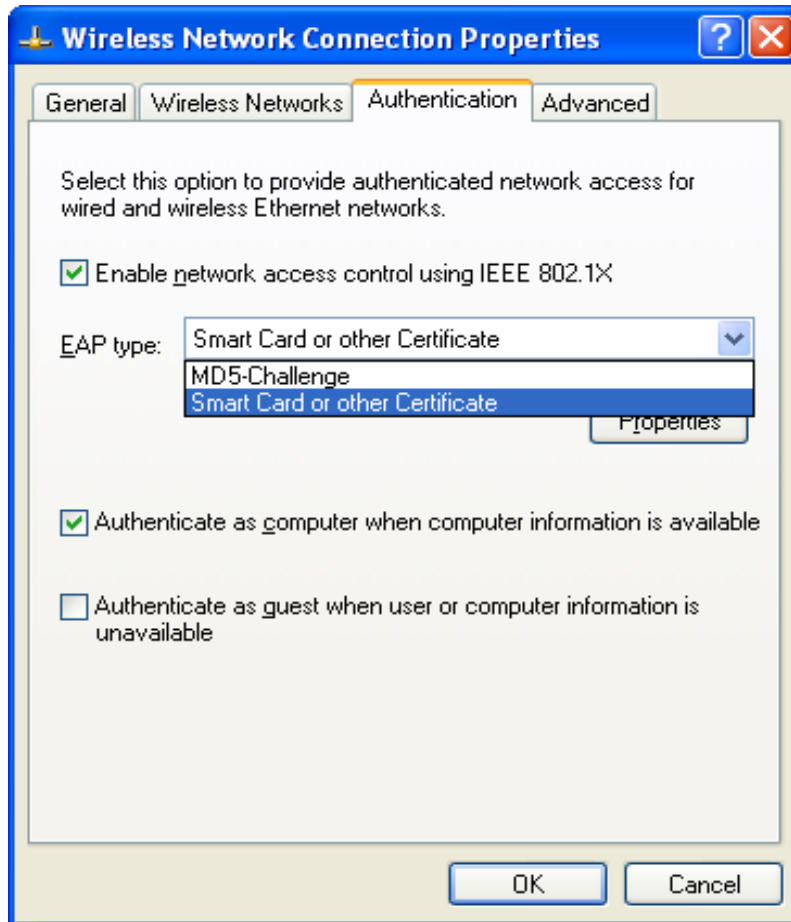 Wireless Network Connection Properties
General
Wireless Networks
Authentication
Advanced
Select this option to provide authenticated network access for
wired and wireless Ethernet networks.
Enable network access control using IEEE 802.1X
EAP type:
Smart Card or other Certificate
MD5-Challenge
Smart Card or other Certificate
Properties
Authenticate as computer when computer information is available
Authenticate as guest when user or computer information is
unavailable
OK
Cancel